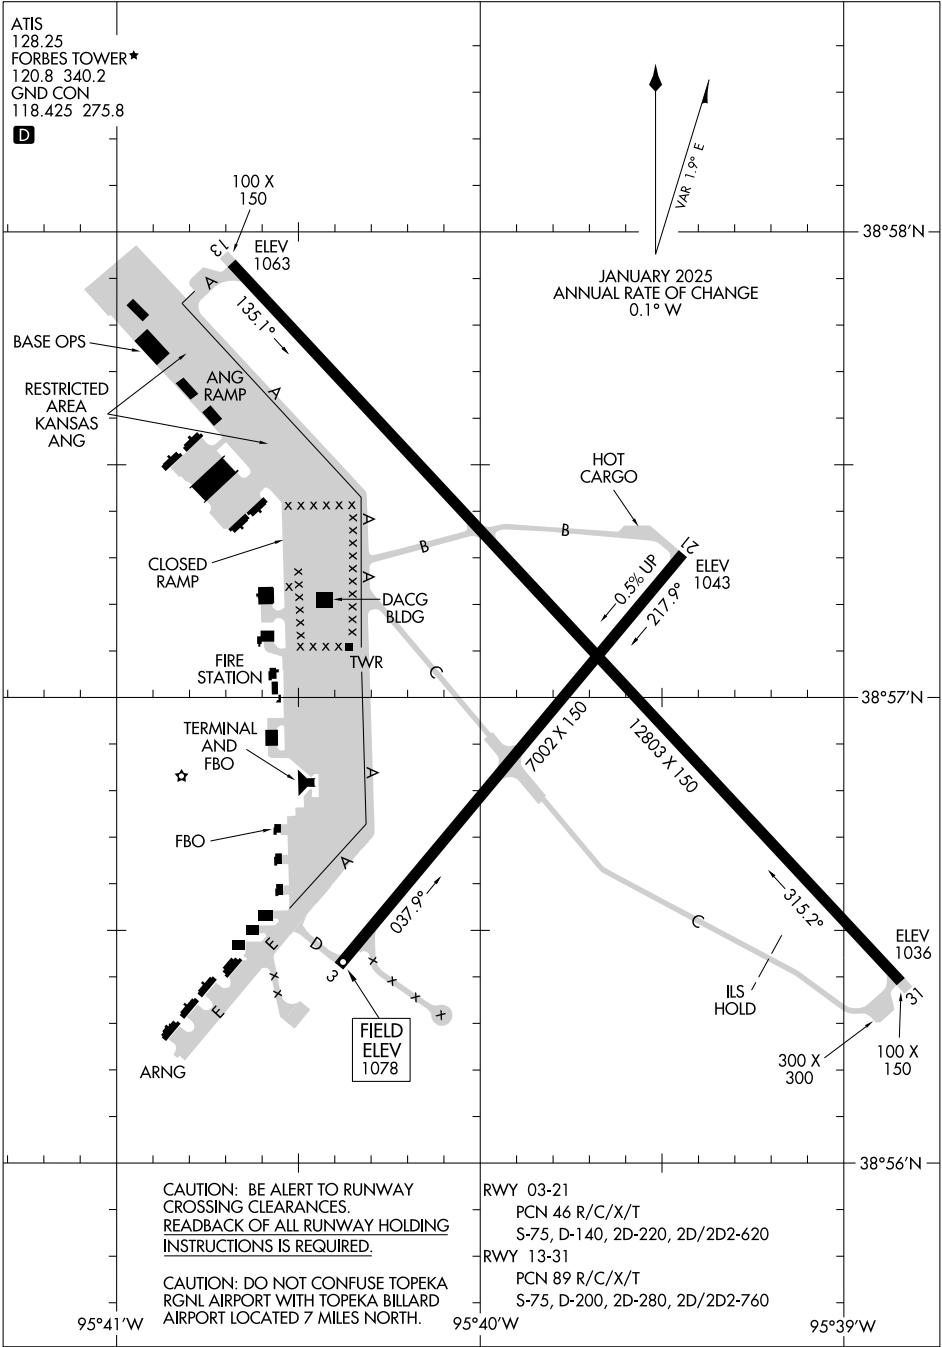 ATIS
128.25
FORBES TOWER★
120.8 340.2
GND CON
118.425 275.8
D
VAR 1.9° E
JANUARY 2025
ANNUAL RATE OF CHANGE
0.1° W
38°58'N
100 X
150
13
ELEV
1063
A
135.1°
BASE OPS
ANG
RAMP
A
RESTRICTED
AREA
KANSAS
ANG
HOT
CARGO
X X X X X X
A
B
B
21
CLOSED
RAMP
A
ELEV
1043
0.5% UP
217.9°
DACG
BLDG
X X X X
TWR
FIRE
STATION
C
38°57'N
TERMINAL
AND
FBO
7002 X 150
12803 X 150
A
FBO
A
315.2°
037.9°
C
ELEV
1036
E
D
3
31
ILS
HOLD
X X X X
E
FIELD
ELEV
1078
300 X
300
100 X
150
ARNG
38°56'N
CAUTION: BE ALERT TO RUNWAY
CROSSING CLEARANCES.
READBACK OF ALL RUNWAY HOLDING
INSTRUCTIONS IS REQUIRED.
CAUTION: DO NOT CONFUSE TOPEKA
RGNL AIRPORT WITH TOPEKA BILLARD
AIRPORT LOCATED 7 MILES NORTH.
RWY 03-21
PCN 46 R/C/X/T
S-75, D-140, 2D-220, 2D/2D2-620
RWY 13-31
PCN 89 R/C/X/T
S-75, D-200, 2D-280, 2D/2D2-760
95°41'W
95°40'W
95°39'W